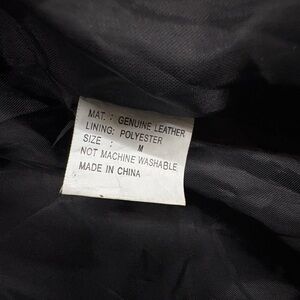 MAT. : GENUINE LEATHER
LINING: POLYESTER
SIZE : M
NOT MACHINE WASHABLE
MADE IN CHINA